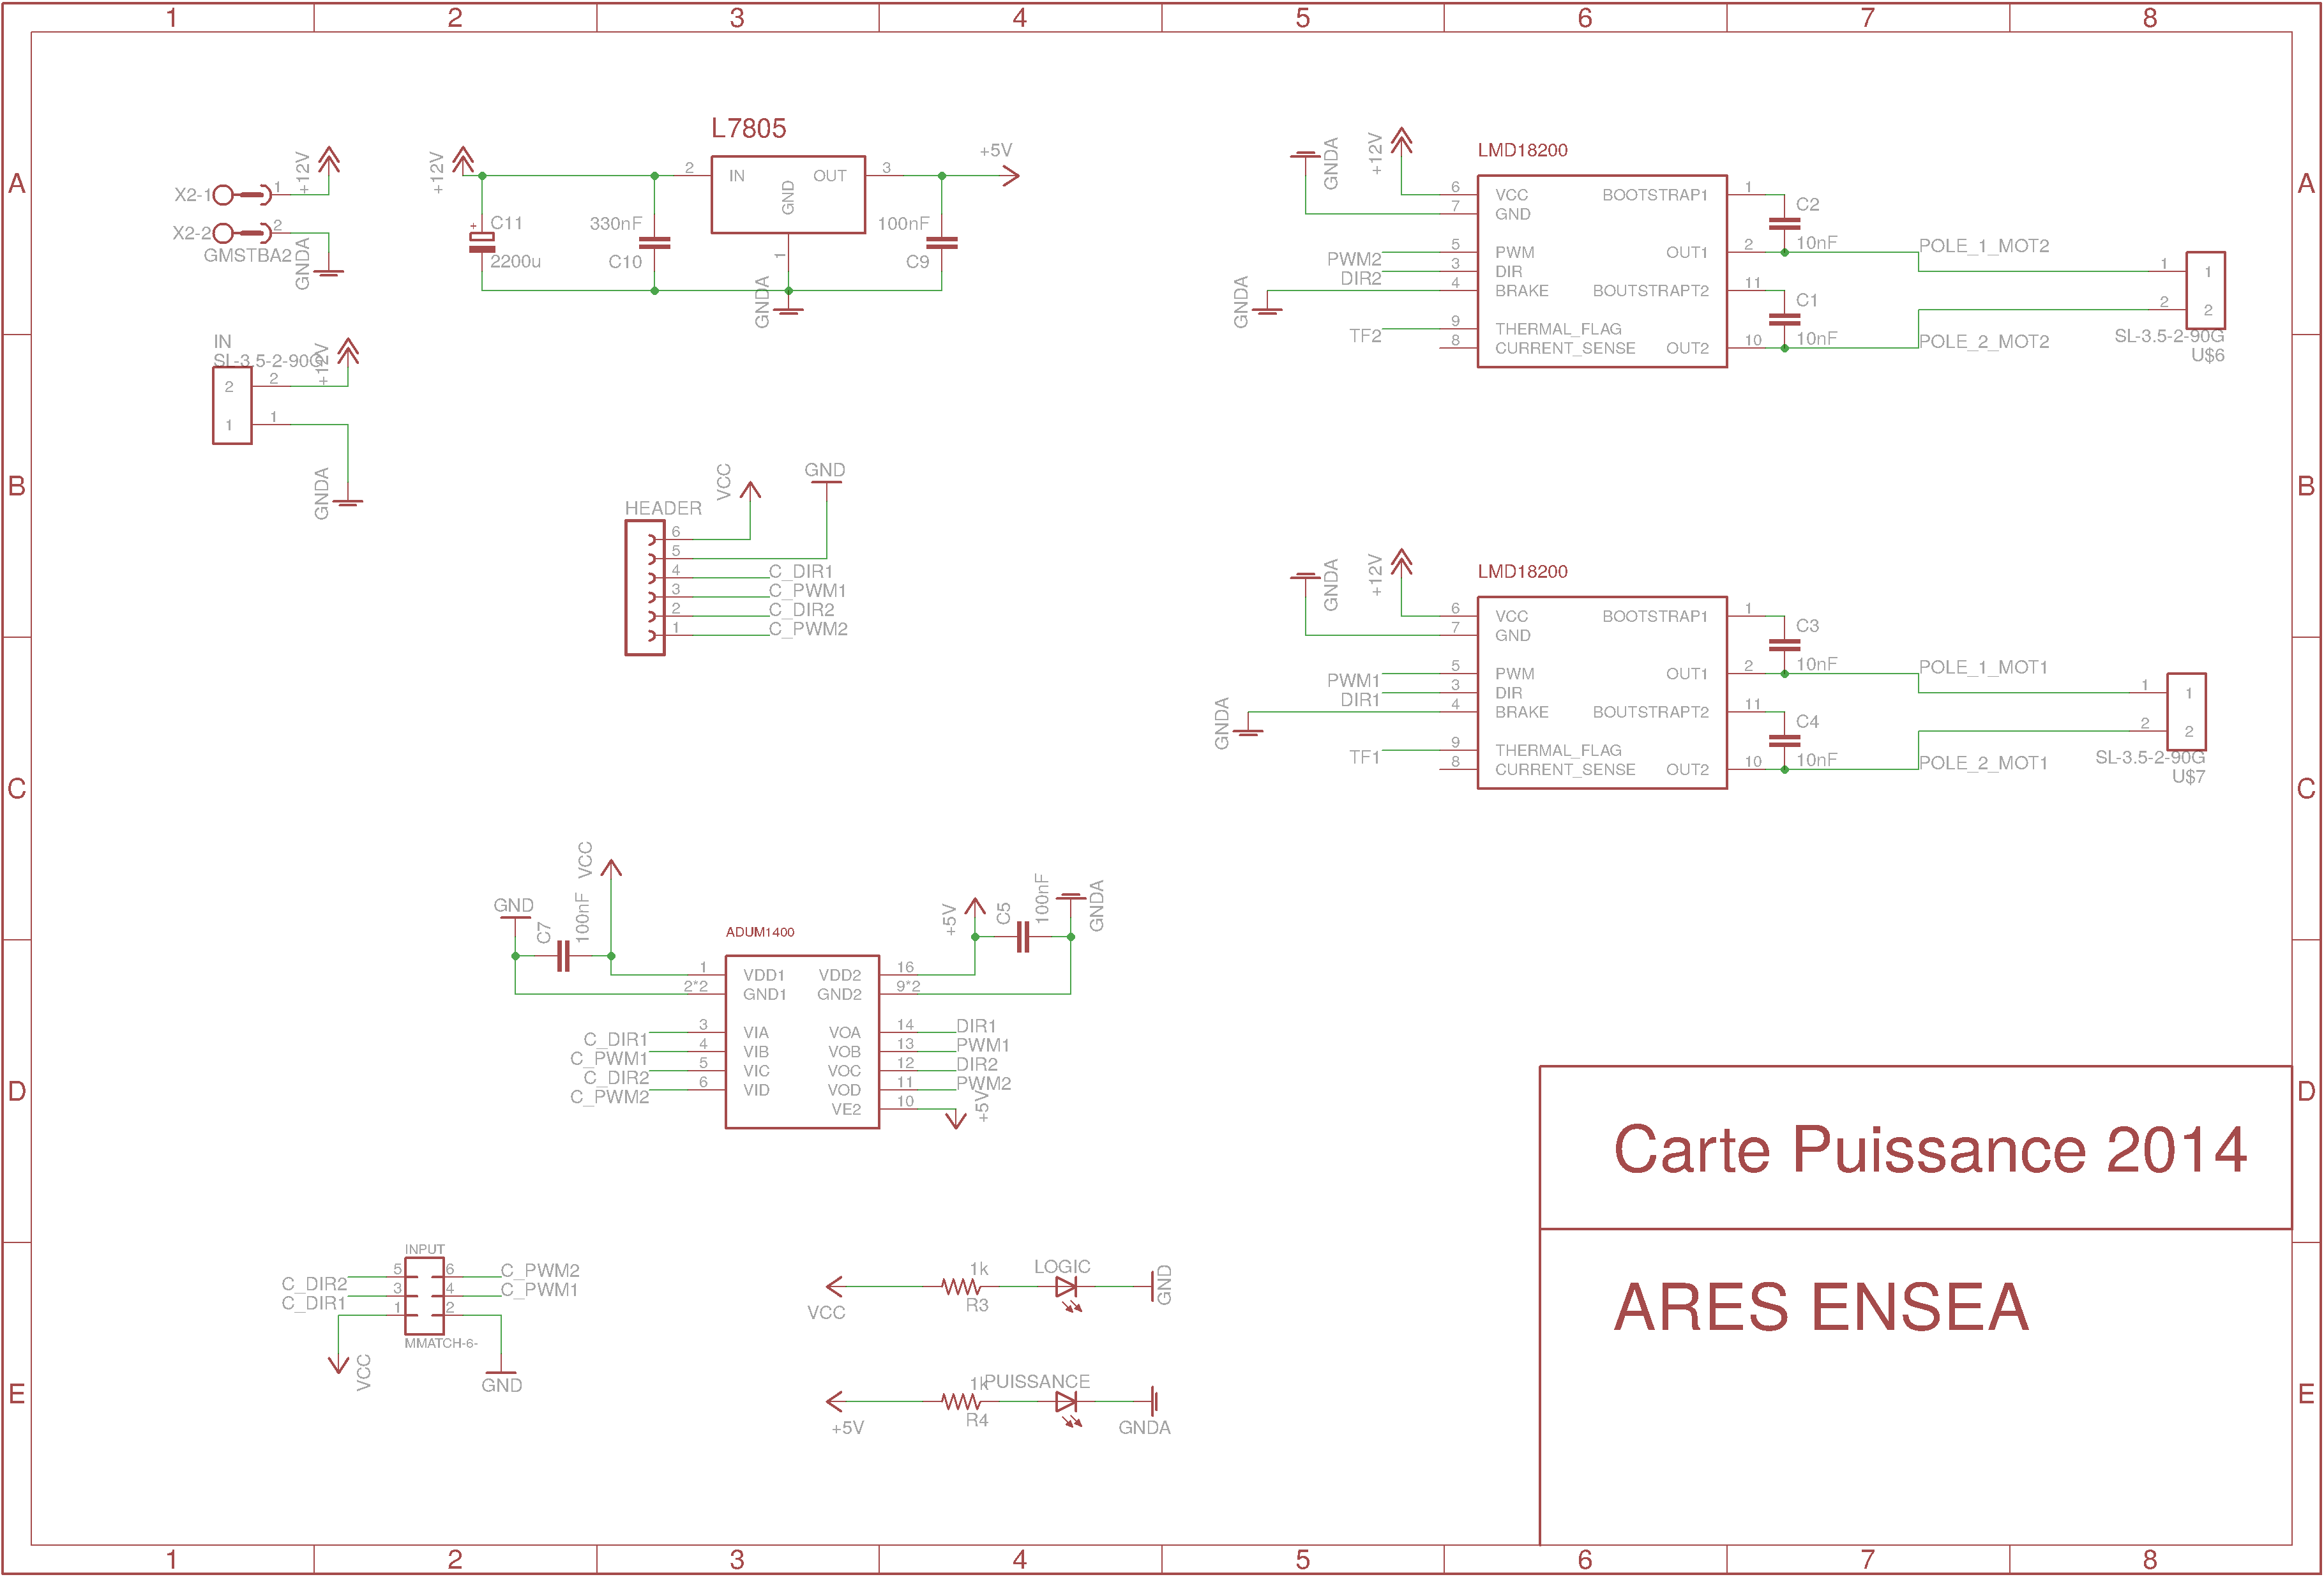 1 2 3 4 5 6 7 8
A A
B B
C C
D D
E E
X2-1 1 +12V
X2-2 2 GNDA
GMSTBA2
IN
SL-3.5-2-90G
+12V
2 2
1 1
GNDA
L7805
+12V
2 IN OUT 3
GND
1
+5V
+ C11
2200u
330nF
C10
100nF
C9
GNDA
HEADER
VCC
GND
6
5
4 C_DIR1
3 C_PWM1
2 C_DIR2
1 C_PWM2
GNDA
+12V
LMD18200
6 VCC BOOTSTRAP1 1
7 GND
C2
10nF
5 PWM OUT1 2
PWM2
3 DIR
DIR2
4 BRAKE BOUTSTRAPT2 11
GNDA
C1
10nF
9 THERMAL_FLAG
TF2
8 CURRENT_SENSE OUT2 10
POLE_1_MOT2
POLE_2_MOT2
1 1
2 2
SL-3.5-2-90G
U$6
GNDA
+12V
LMD18200
6 VCC BOOTSTRAP1 1
7 GND
C3
10nF
5 PWM OUT1 2
PWM1
3 DIR
DIR1
4 BRAKE BOUTSTRAPT2 11
GNDA
C4
10nF
9 THERMAL_FLAG
TF1
8 CURRENT_SENSE OUT2 10
POLE_1_MOT1
POLE_2_MOT1
1 1
2 2
SL-3.5-2-90G
U$7
GND
C7
100nF
VCC
ADUM1400
+5V
C5
100nF
GNDA
1 VDD1 VDD2 16
2*2 GND1 GND2 9*2
C_DIR1 3 VIA VOA 14 DIR1
C_PWM1 4 VIB VOB 13 PWM1
C_DIR2 5 VIC VOC 12 DIR2
C_PWM2 6 VID VOD 11 PWM2
VE2 10 +5V
INPUT
C_DIR2 5 6 C_PWM2
C_DIR1 3 4 C_PWM1
1 2
MMATCH-6-
VCC
GND
1k LOGIC
R3
VCC
GND
1k PUISSANCE
R4
+5V
GNDA
Carte Puissance 2014
ARES ENSEA
1 2 3 4 5 6 7 8